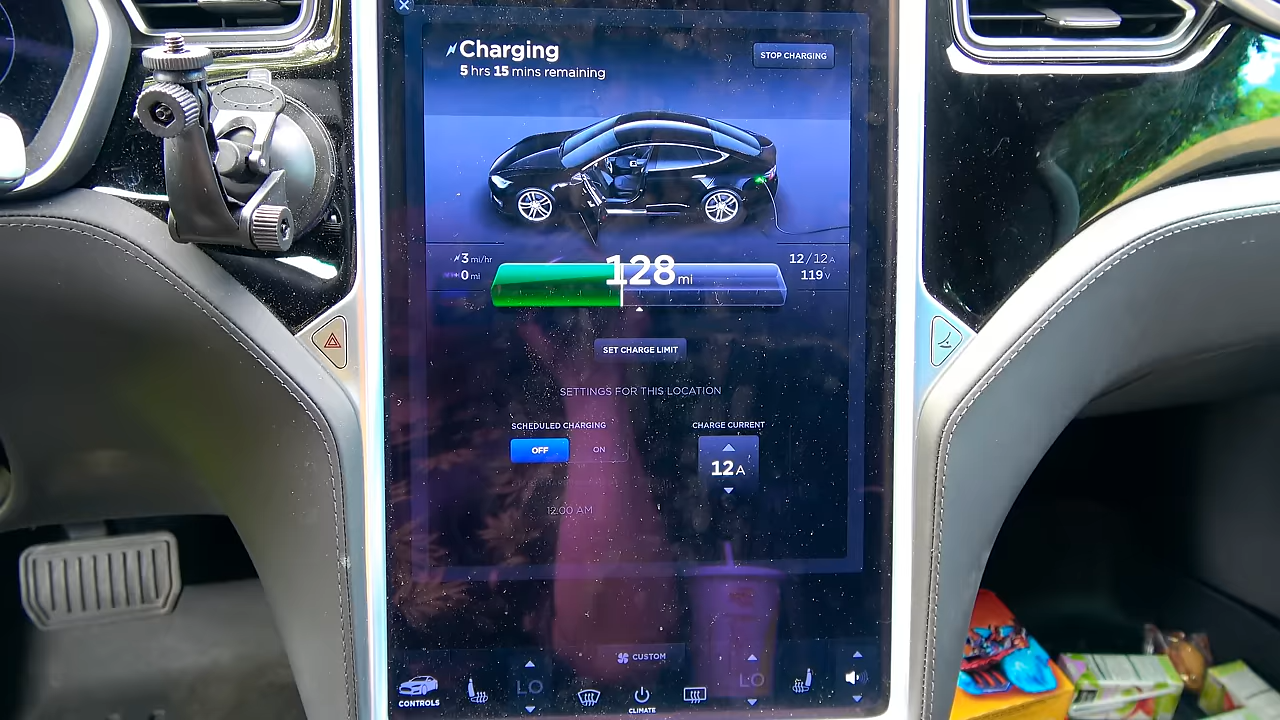 Charging
STOP CHARGING
5 hrs 15 mins remaining
3 mi/hr
128 mi
12/12 A
+0 mi
119 V
SET CHARGE LIMIT
SETTINGS FOR THIS LOCATION
SCHEDULED CHARGING
CHARGE CURRENT
OFF
ON
12 A
12:00 AM
CUSTOM
LO
LO
CONTROLS
CLIMATE